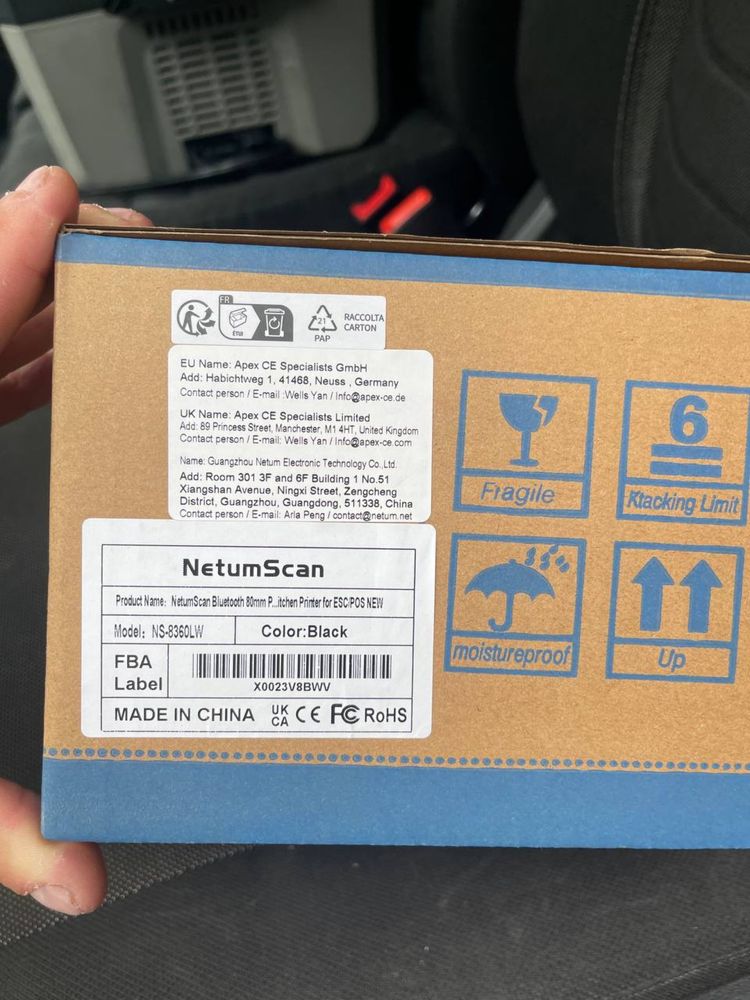 FR
Étui
21
PAP
RACCOLTA
CARTON
EU Name: Apex CE Specialists GmbH
Add: Habichtweg 1, 41468, Neuss , Germany
Contact person / E-mail :Wells Yan / Info@apex-ce.de
UK Name: Apex CE Specialists Limited
Add: 89 Princess Street, Manchester, M1 4HT, United Kingdom
Contact person / E-mail: Wells Yan / Info@apex-ce.com
Name: Guangzhou Netum Electronic Technology Co.,Ltd.
Add: Room 301 3F and 6F Building 1 No.51
Xiangshan Avenue, Ningxi Street, Zengcheng
District, Guangzhou, Guangdong, 511338, China
Contact person / E-mail: Aria Peng / contact@netum.net
NetumScan
Product Name: NetumScan Bluetooth 80mm P...itchen Printer for ESC/POS NEW
Model: NS-8360LW
Color:Black
FBA
Label
X0023V8BWV
MADE IN CHINA
UK
CA
CE
FC
RoHS
Fragile
6
Ktacking Limit
moistureproof
Up